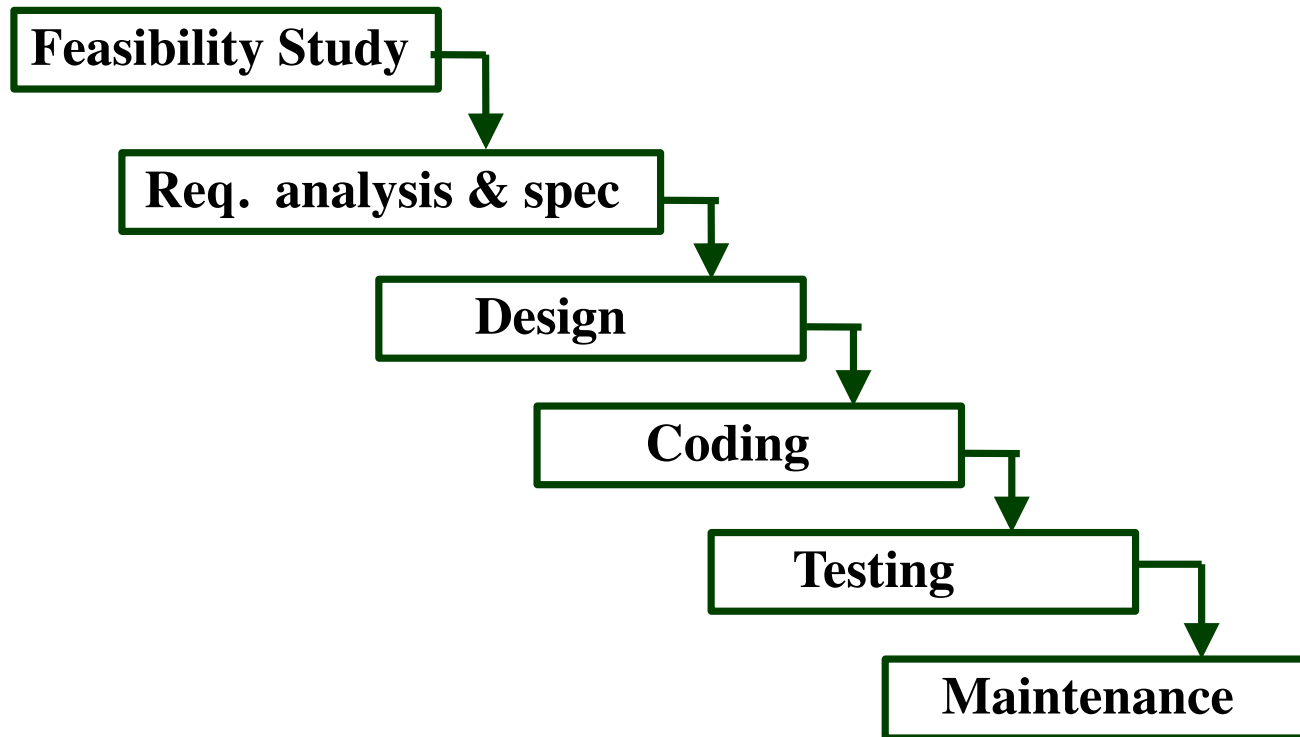 Feasibility Study
Req. analysis & spec
Design
Coding
Testing
Maintenance